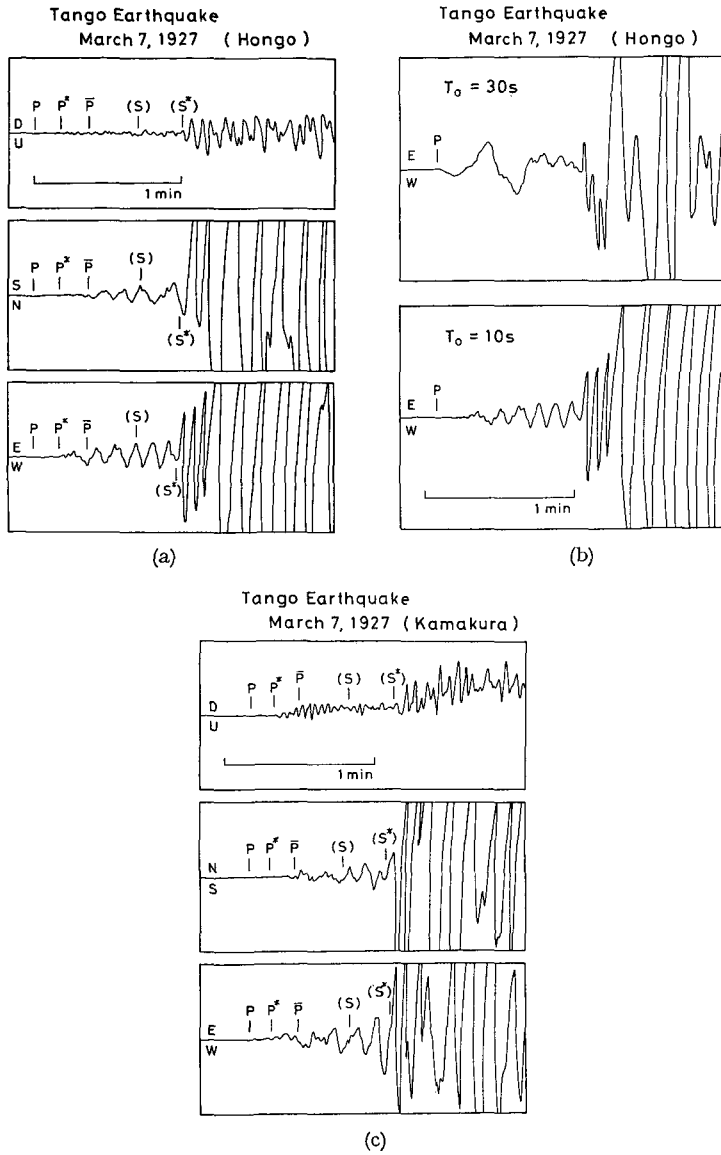 Tango Earthquake
March 7, 1927 (Hongo)
D
U
P P* P̄ (S) (S*)
1 min
S
N
P P* P̄ (S)
(S*)
E
W
P P* P̄ (S)
(S*)
(a)
Tango Earthquake
March 7, 1927 (Hongo)
T₀ = 30s
E
W
P
T₀ = 10s
E
W
P
1 min
(b)
Tango Earthquake
March 7, 1927 (Kamakura)
D
U
P P* P̄ (S) (S*)
1 min
N
S
P P* P̄ (S) (S*)
E
W
P P* P̄ (S) (S*)
(c)